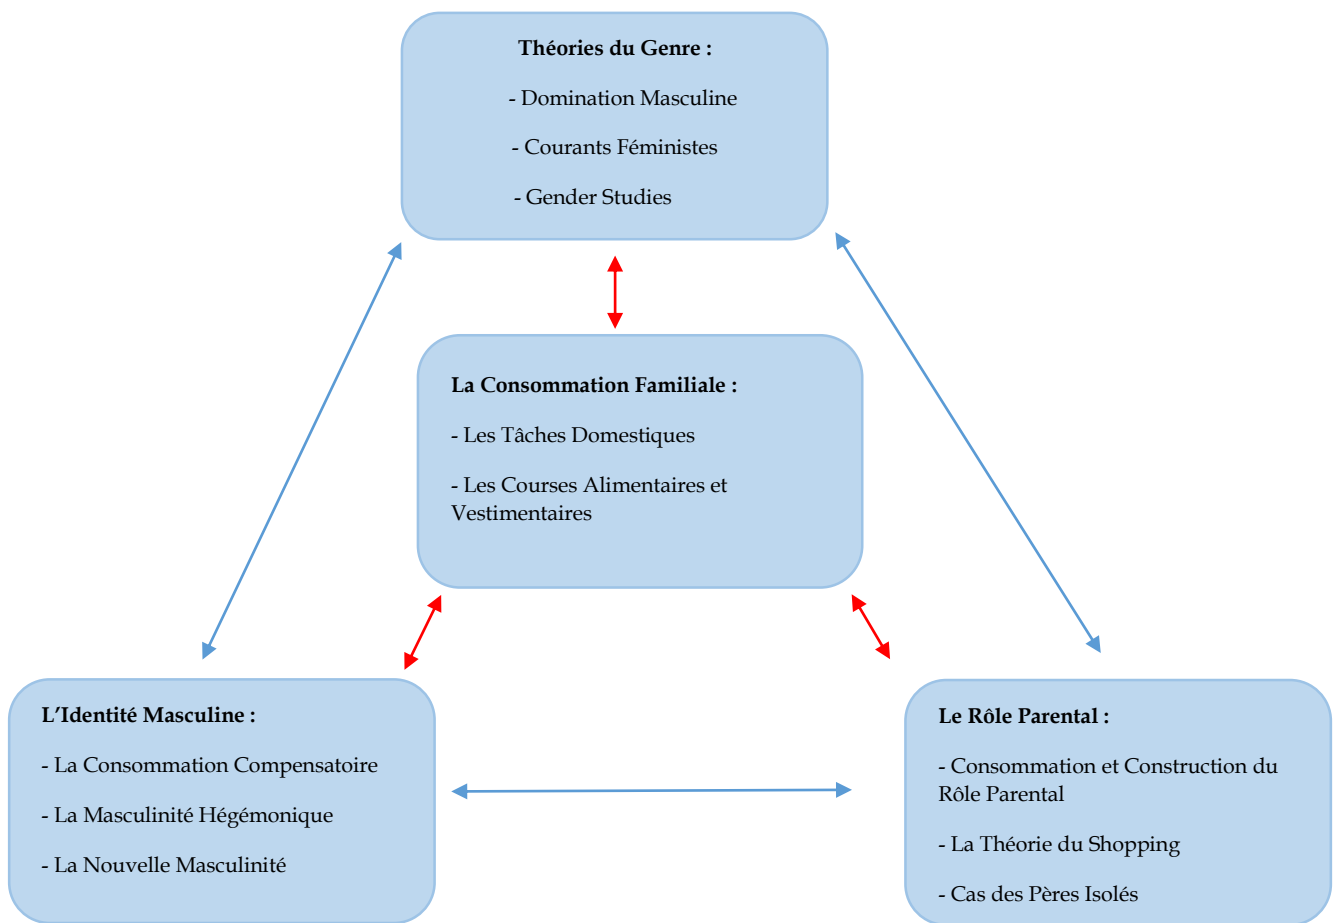 Théories du Genre :
- Domination Masculine
- Courants Féministes
- Gender Studies
La Consommation Familiale :
- Les Tâches Domestiques
- Les Courses Alimentaires et
Vestimentaires
L’Identité Masculine :
- La Consommation Compensatoire
- La Masculinité Hégémonique
- La Nouvelle Masculinité
Le Rôle Parental :
- Consommation et Construction du
Rôle Parental
- La Théorie du Shopping
- Cas des Pères Isolés